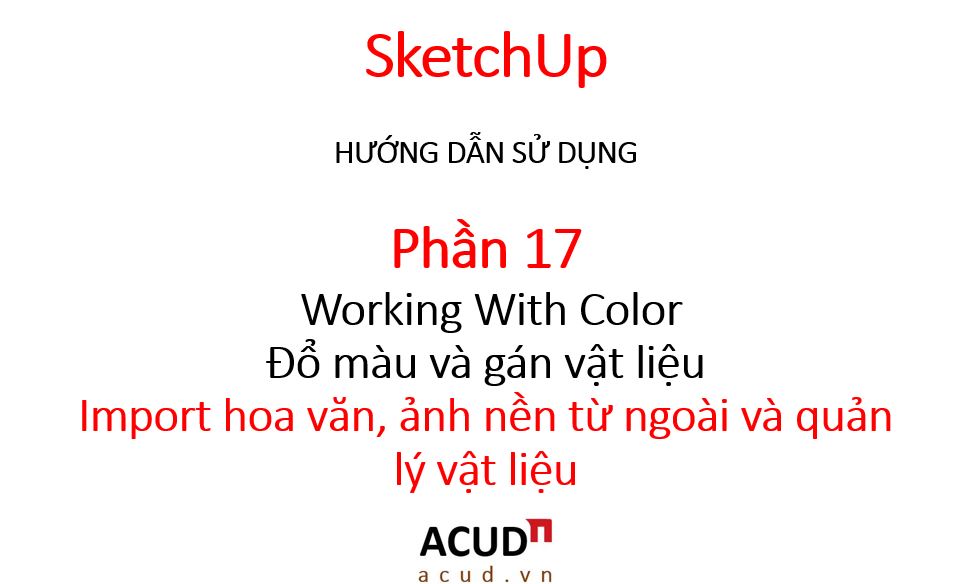 SketchUp
HƯỚNG DẪN SỬ DỤNG
Phần 17
Working With Color
Đổ màu và gán vật liệu
Import hoa văn, ảnh nền từ ngoài và quản
lý vật liệu
ACUD
acud.vn